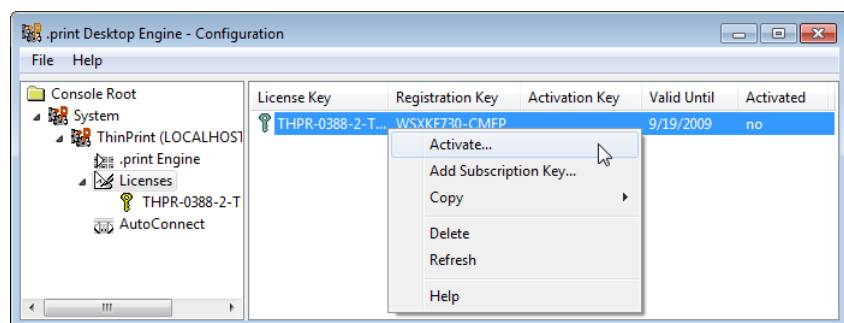 .print Desktop Engine - Configuration
File Help
Console Root
System
ThinPrint (LOCALHOST
.print Engine
Licenses
THPR-0388-2-T
AutoConnect
License Key Registration Key Activation Key Valid Until Activated
THPR-0388-2-T... WSXKF730-CMFP 9/19/2009 no
Activate...
Add Subscription Key...
Copy
Delete
Refresh
Help